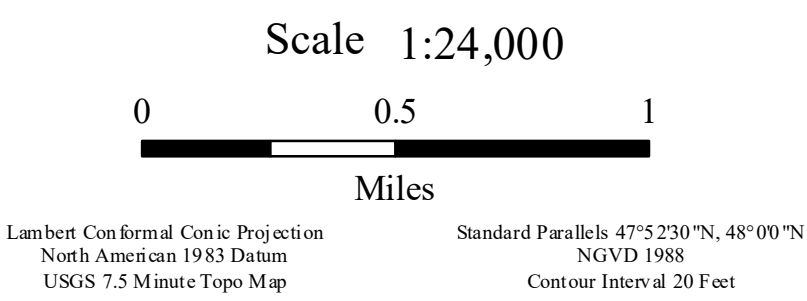 Scale 1:24,000
0 0.5 1
Miles
Lambert Conformal Conic Projection
North American 1983 Datum
USGS 7.5 Minute Topo Map
Standard Parallels 47°52'30"N, 48°0'0"N
NGVD 1988
Contour Interval 20 Feet